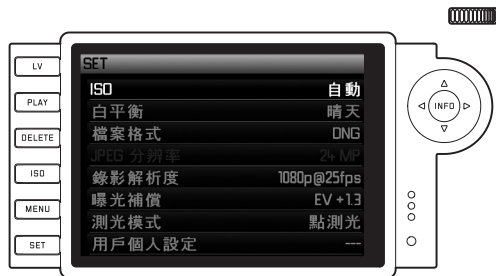 LV
PLAY
DELETE
ISO
MENU
SET
SET
ISO 自動
白平衡 晴天
檔案格式 DNG
JPEG 分辨率 24 MP
錄影解析度 1080p@25fps
曝光補償 EV +1.3
測光模式 點測光
用戶個人設定 ---
INFO